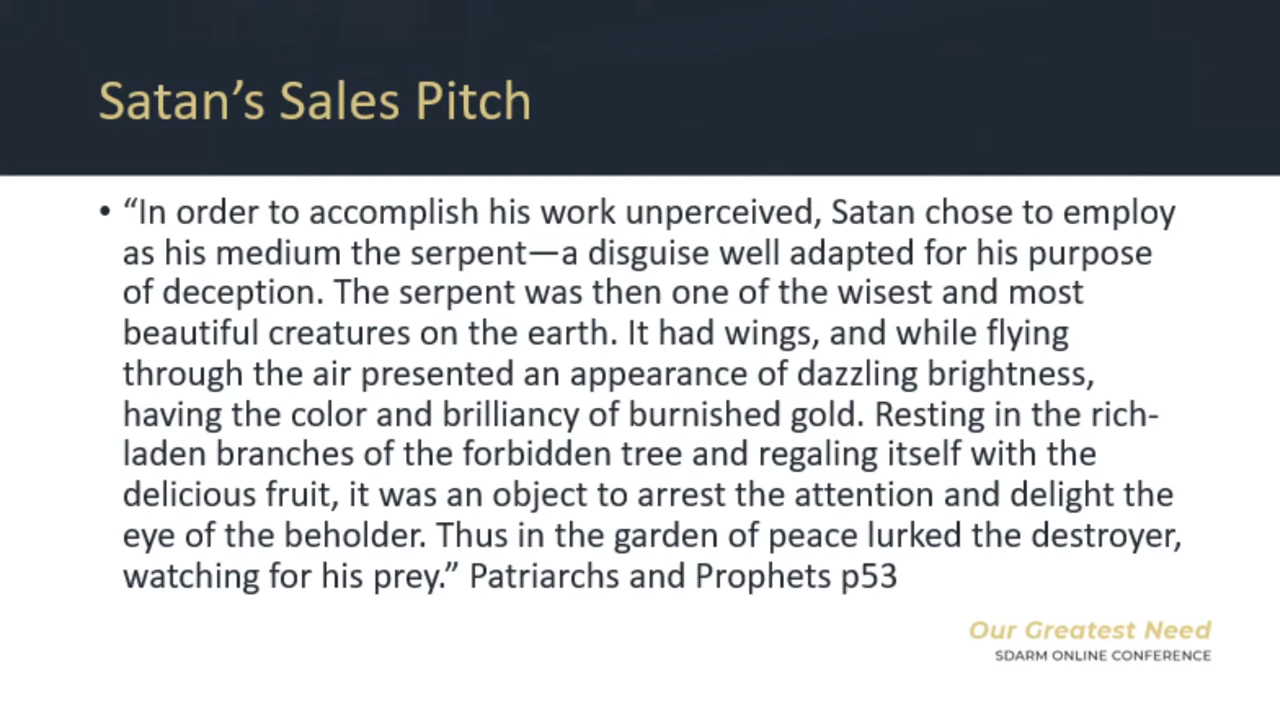 Satan’s Sales Pitch
• “In order to accomplish his work unperceived, Satan chose to employ
as his medium the serpent—a disguise well adapted for his purpose
of deception. The serpent was then one of the wisest and most
beautiful creatures on the earth. It had wings, and while flying
through the air presented an appearance of dazzling brightness,
having the color and brilliancy of burnished gold. Resting in the rich-
laden branches of the forbidden tree and regaling itself with the
delicious fruit, it was an object to arrest the attention and delight the
eye of the beholder. Thus in the garden of peace lurked the destroyer,
watching for his prey.” Patriarchs and Prophets p53
Our Greatest Need
SDARM ONLINE CONFERENCE